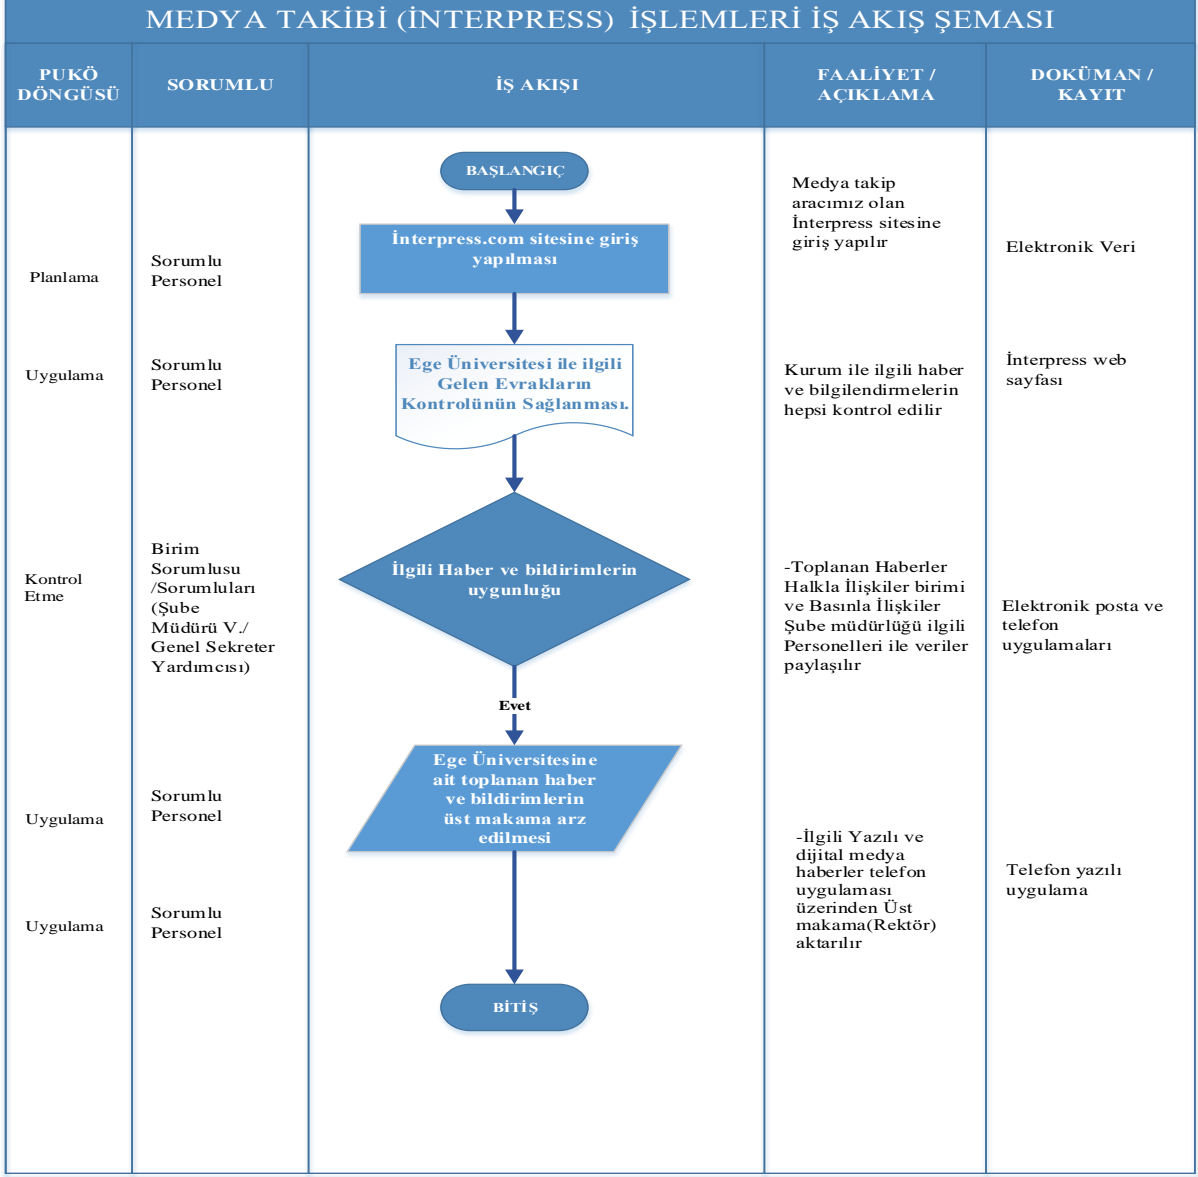 MEDYA TAKİBİ (İNTERPRESS) İŞLEMLERİ İŞ AKIŞ ŞEMASI
PUKÖ
DÖNGÜSÜ
SORUMLU
İŞ AKIŞI
FAALİYET /
AÇIKLAMA
DOKÜMAN /
KAYIT
BAŞLANGIÇ
Planlama
Sorumlu
Personel
İnterpress.com sitesine giriş
yapılması
Medya takip
aracımız olan
İnterpress sitesine
giriş yapılır
Elektronik Veri
Uygulama
Sorumlu
Personel
Ege Üniversitesi ile ilgili
Gelen Evrakların
Kontrolünün Sağlanması.
Kurum ile ilgili haber
ve bilgilendirmelerin
hepsi kontrol edilir
İnterpress web
sayfası
Kontrol
Etme
Birim
Sorumlusu
/Sorumluları
(Şube
Müdürü V./
Genel Sekreter
Yardımcısı)
İlgili Haber ve bildirimlerin
uygunluğu
-Toplanan Haberler
Halkla İlişkiler birimi
ve Basınla İlişkiler
Şube müdürlüğü ilgili
Personelleri ile veriler
paylaşılır
Elektronik posta ve
telefon
uygulamaları
Evet
Uygulama
Sorumlu
Personel
Ege Üniversitesine
ait toplanan haber
ve bildirimlerin
üst makama arz
edilmesi
-İlgili Yazılı ve
dijital medya
haberler telefon
uygulaması
üzerinden Üst
makama(Rektör)
aktarılır
Telefon yazılı
uygulama
Uygulama
Sorumlu
Personel
BİTİŞ